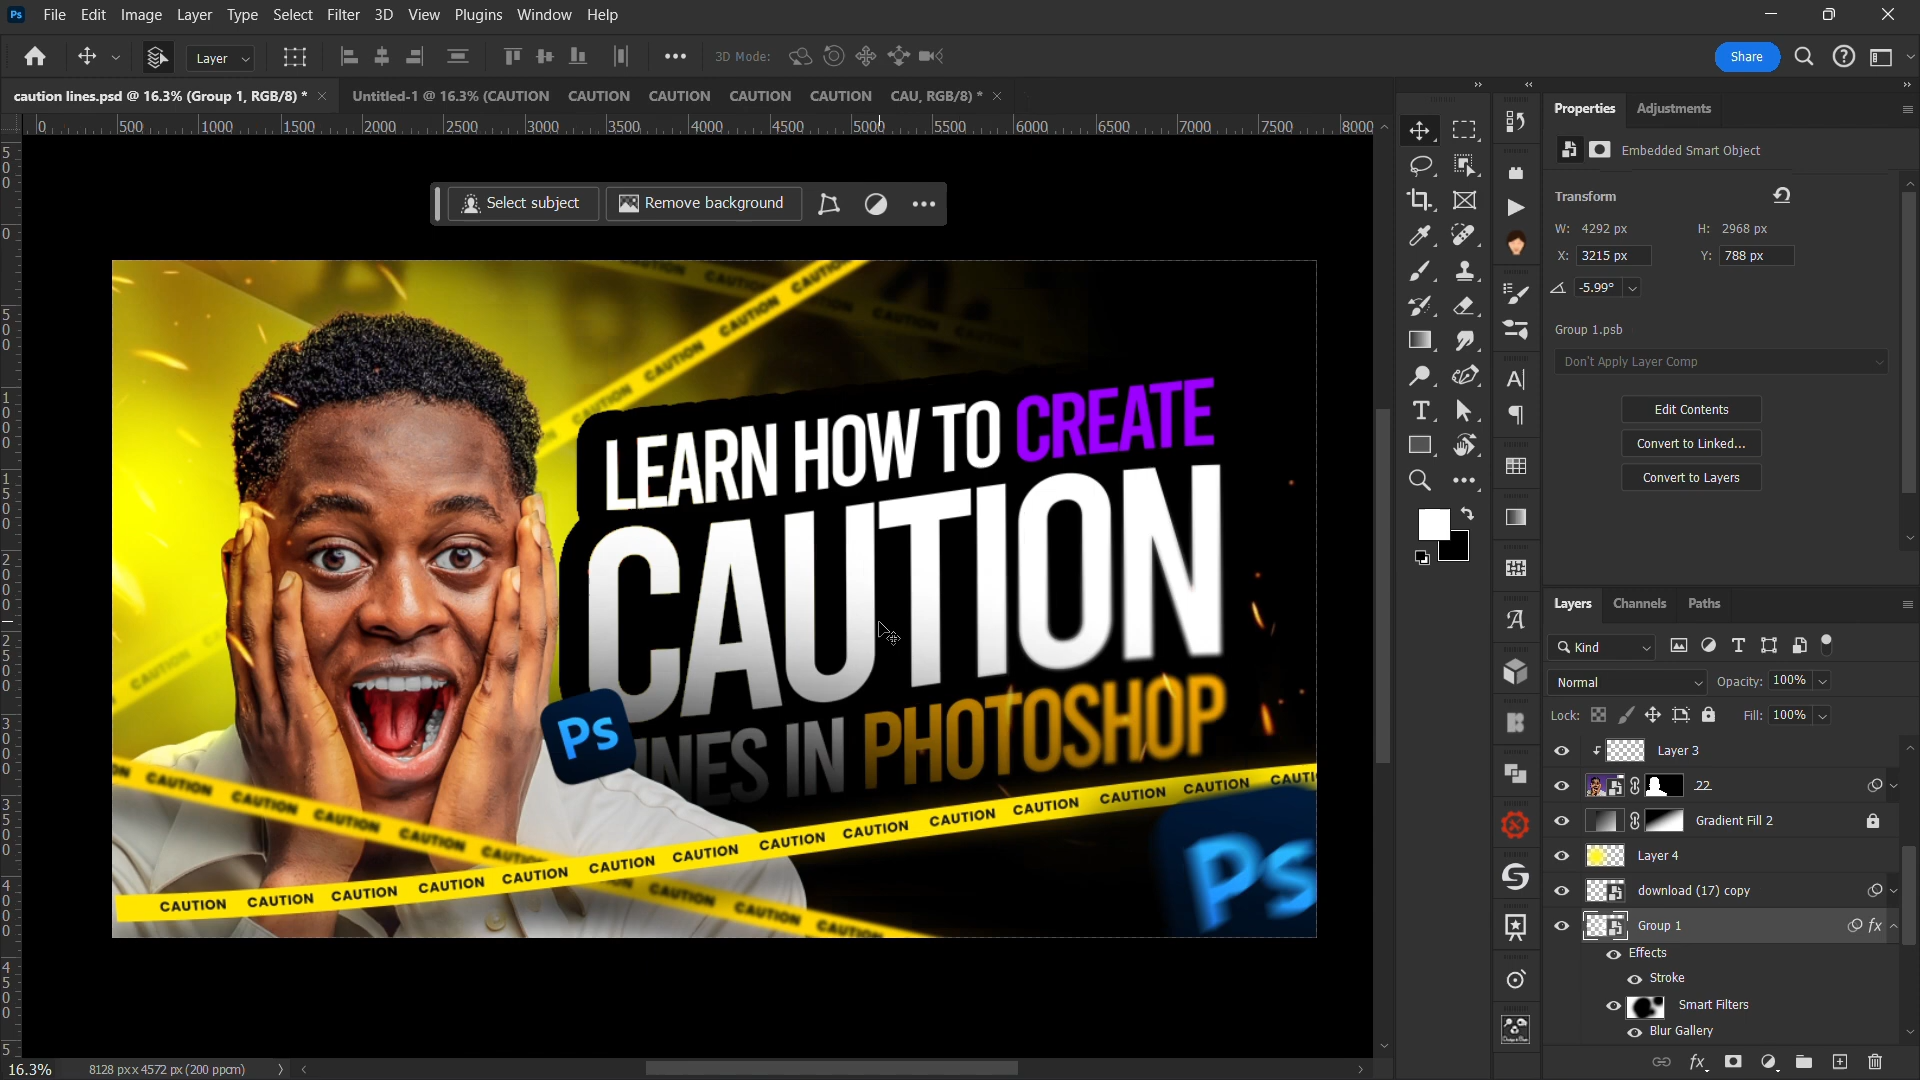 Ps File Edit Image Layer Type Select Filter 3D View Plugins Window Help
Layer 3D Mode: Share
caution lines.psd @ 16.3% (Group 1, RGB/8) * Untitled-1 @ 16.3% (CAUTION CAUTION CAUTION CAUTION CAUTION CAU, RGB/8) *
0 500 1000 1500 2000 2500 3000 3500 4000 4500 5000 5500 6000 6500 7000 7500 8000
Select subject Remove background
LEARN HOW TO CREATE
CAUTION
LINES IN PHOTOSHOP
Ps
CAUTION CAUTION CAUTION CAUTION CAUTION
CAUTION CAUTION CAUTION CAUTION CAUTION CAUTION CAUTION CAUTION CAUTION CAUTION CAUTION CAUTION CAUTION CAUTI
CAUTION CAUTION CAUTION
Ps
16.3% 8128 px x 4572 px (200 ppcm)
Properties Adjustments
Embedded Smart Object
Transform
W: 4292 px H: 2968 px
X: 3215 px Y: 788 px
-5.99°
Group 1.psb
Don't Apply Layer Comp
Edit Contents
Convert to Linked...
Convert to Layers
Layers Channels Paths
Kind
Normal Opacity: 100%
Lock: Fill: 100%
Layer 3
22
Gradient Fill 2
Layer 4
download (17) copy
Group 1 fx
Effects
Stroke
Smart Filters
Blur Gallery
fx